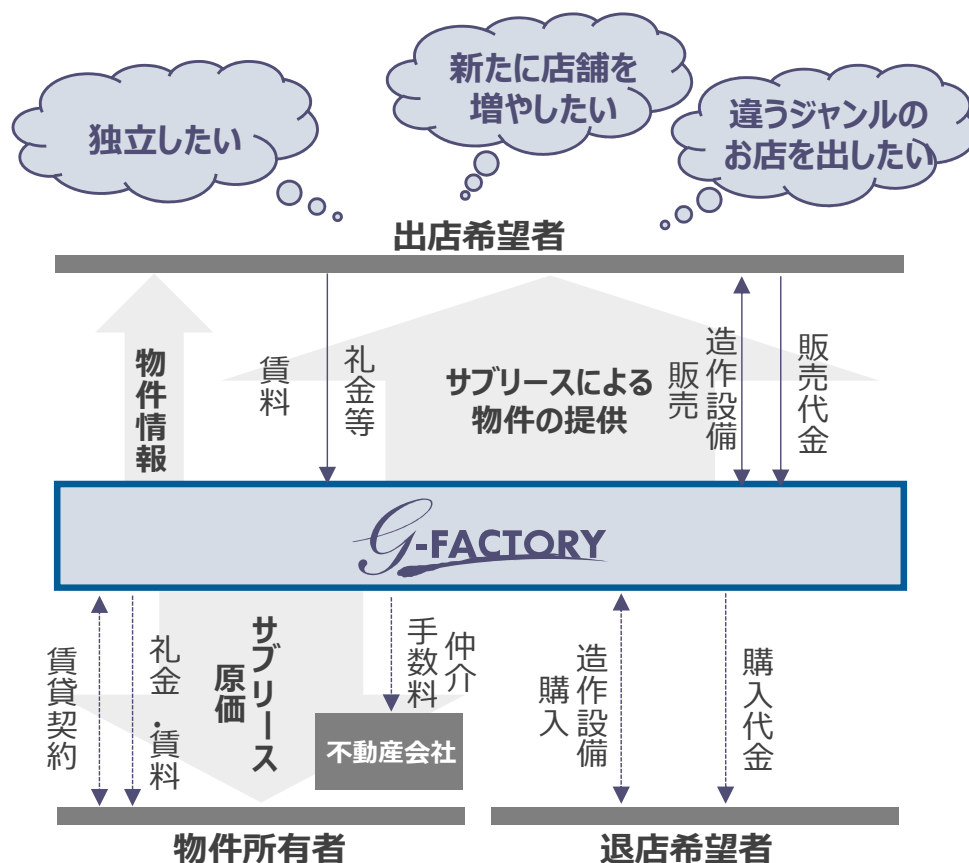 独立したい
新たに店舗を
増やしたい
違うジャンルの
お店を出したい
出店希望者
物件情報
賃料
礼金等
サブリースによる
物件の提供
造作設備
販売
販売代金
G-FACTORY
賃貸契約
礼金・賃料
サブリース
原価
仲介
手数料
不動産会社
造作設備
購入
購入代金
物件所有者
退店希望者